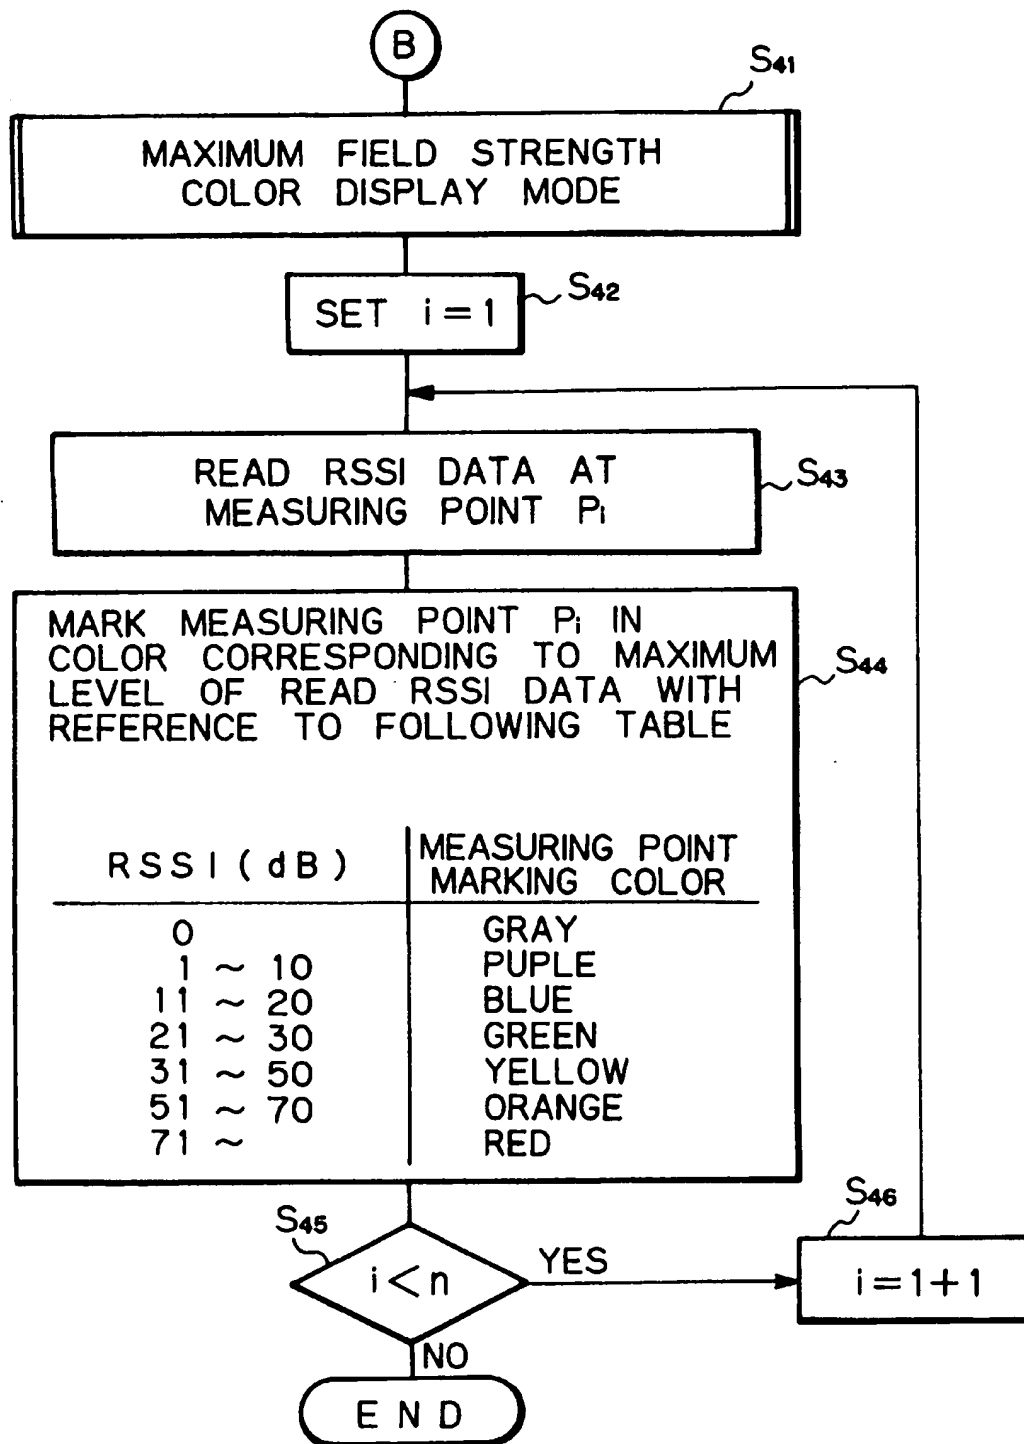 B
S41
MAXIMUM FIELD STRENGTH
COLOR DISPLAY MODE
SET i = 1
S42
READ RSSI DATA AT
MEASURING POINT Pi
S43
MARK MEASURING POINT Pi IN
COLOR CORRESPONDING TO MAXIMUM
LEVEL OF READ RSSI DATA WITH
REFERENCE TO FOLLOWING TABLE
S44
RSSI (dB)
MEASURING POINT
MARKING COLOR
0 GRAY
1 ~ 10 PUPLE
11 ~ 20 BLUE
21 ~ 30 GREEN
31 ~ 50 YELLOW
51 ~ 70 ORANGE
71 ~ RED
S45
i < n
YES
S46
i = 1 + 1
NO
END